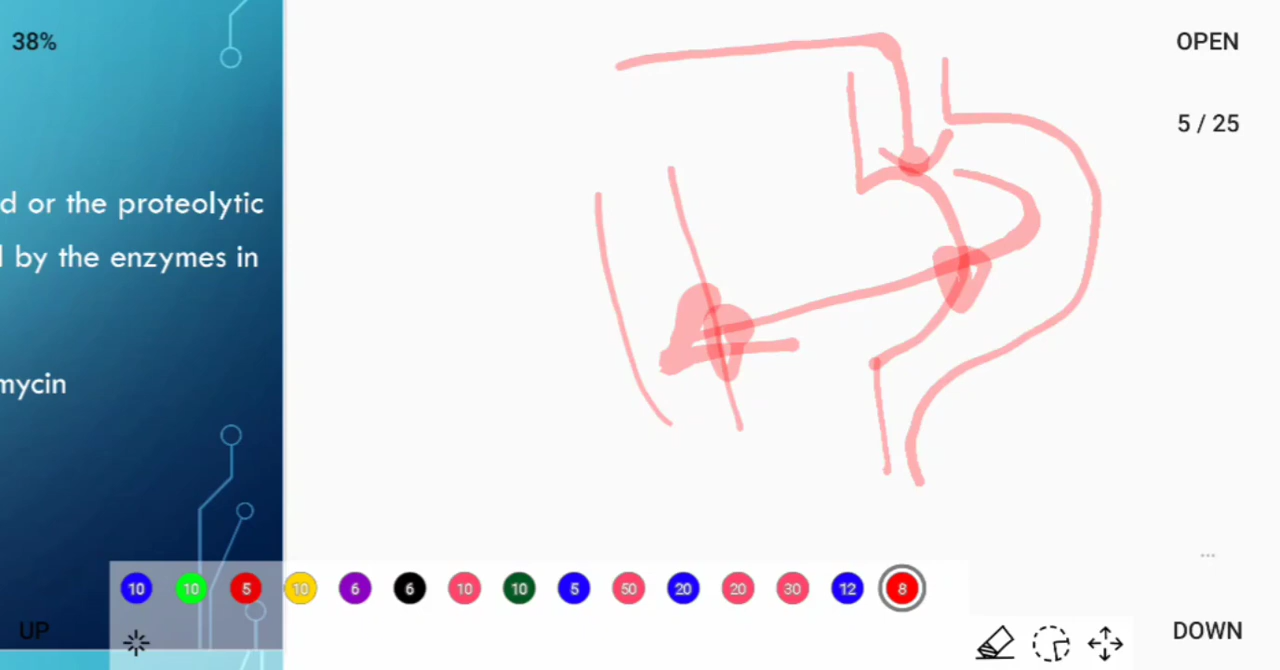 38%
OPEN
5 / 25
d or the proteolytic
by the enzymes in
mycin
10 10 5 10 6 6 10 10 5 50 20 20 30 12 8
UP
DOWN